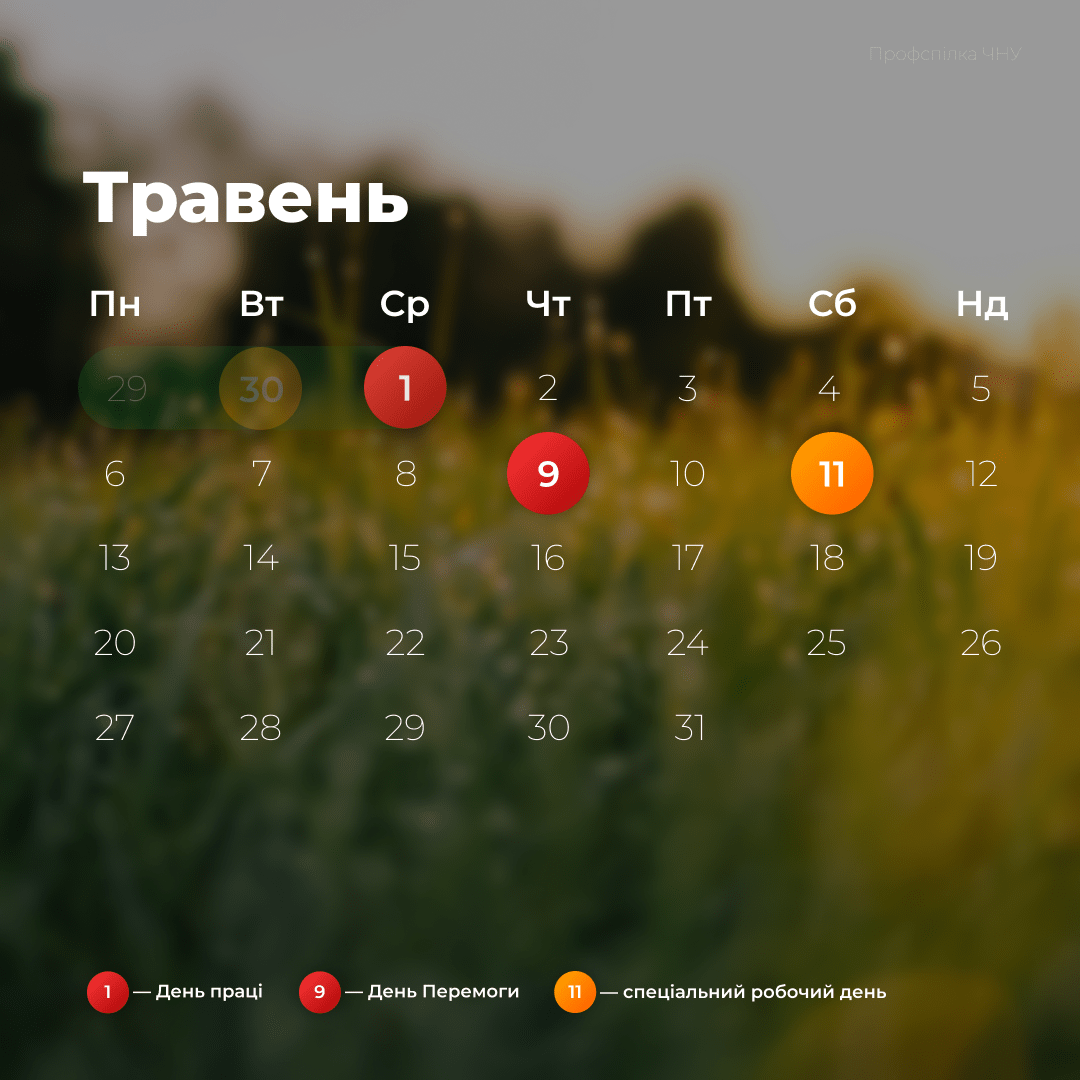 Профспілка ЧНУ
Травень
Пн Вт Ср Чт Пт Сб Нд
29 30 1 2 3 4 5
6 7 8 9 10 11 12
13 14 15 16 17 18 19
20 21 22 23 24 25 26
27 28 29 30 31
1 — День праці 9 — День Перемоги 11 — спеціальний робочий день